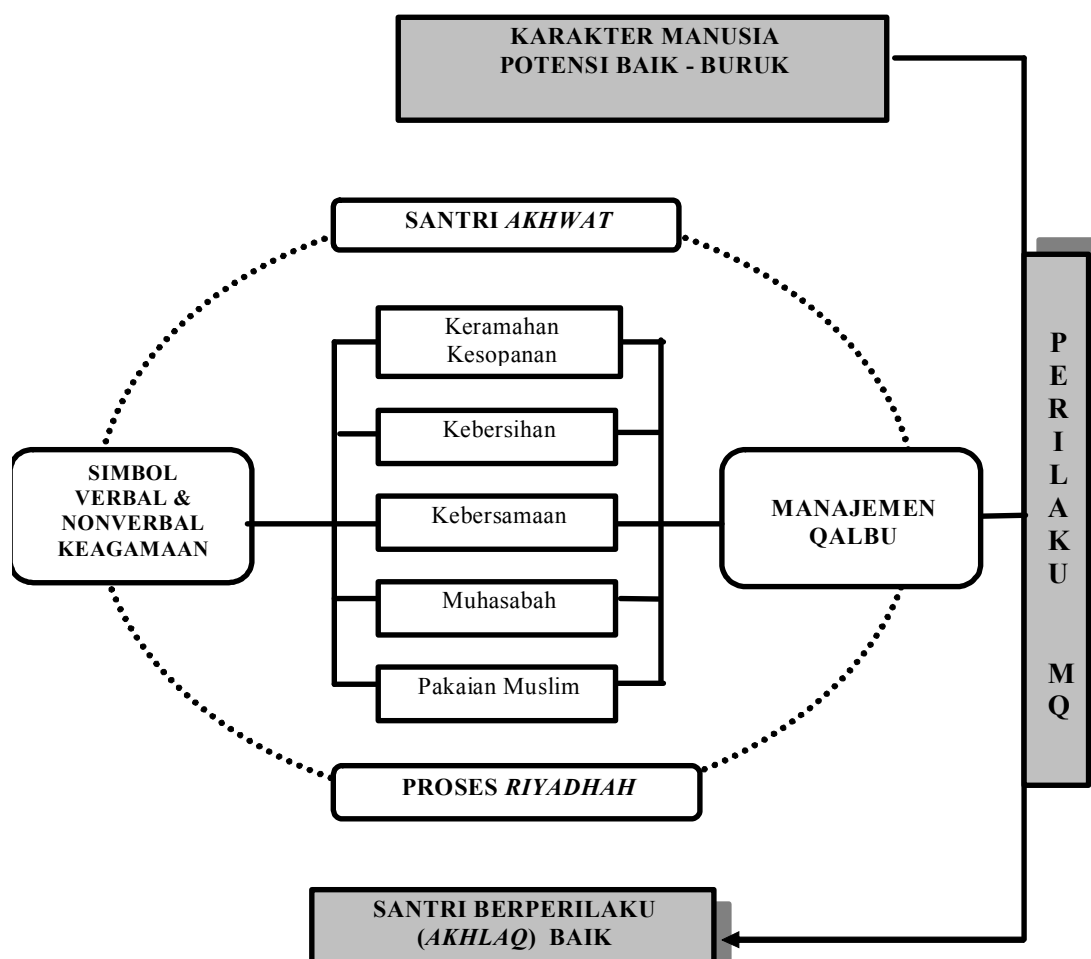 KARAKTER MANUSIA
POTENSI BAIK - BURUK
SANTRI AKHWAT
Keramahan
Kesopanan
Kebersihan
SIMBOL
VERBAL &
NONVERBAL
KEAGAMAAN
Kebersamaan
MANAJEMEN
QALBU
Muhasabah
Pakaian Muslim
PROSES RIYADHAH
P
E
R
I
L
A
K
U
M
Q
SANTRI BERPERILAKU
(AKHLAQ) BAIK